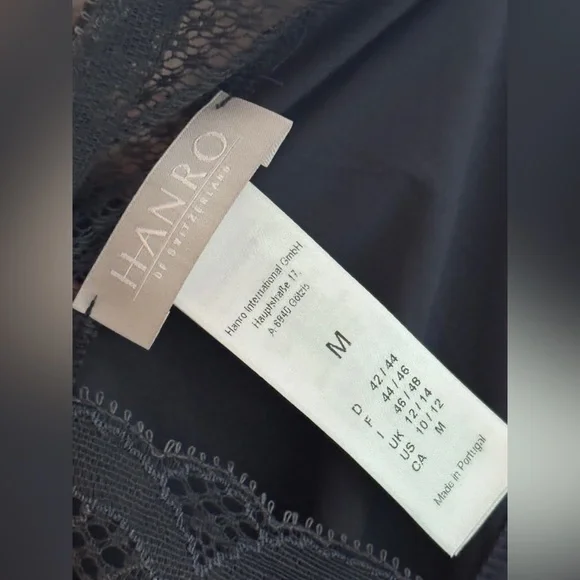 HANRO
OF SWITZERLAND
Hanro International GmbH
Hauptstraße 17,
A-6840 Götzis
M
D 42 / 44
F 44 / 46
I 46 / 48
UK 12 / 14
US 10 / 12
CA M
Made in Portugal